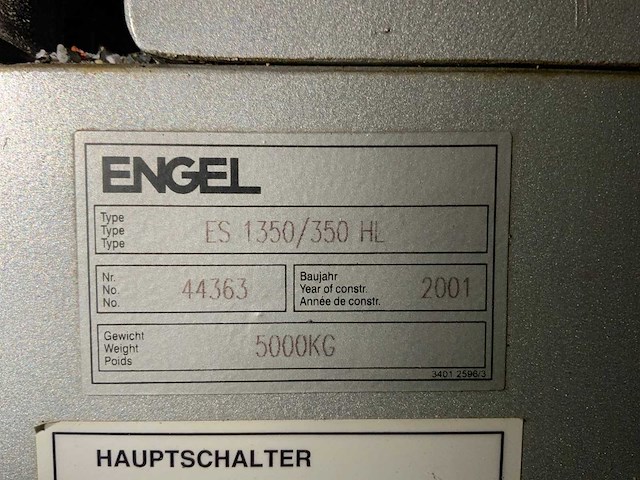 ENGEL
Type
Type
Type
ES 1350/350 HL
Nr.
No.
No.
44363
Baujahr
Year of constr.
Année de constr.
2001
Gewicht
Weight
Poids
5000KG
3401 2596/3
HAUPTSCHALTER